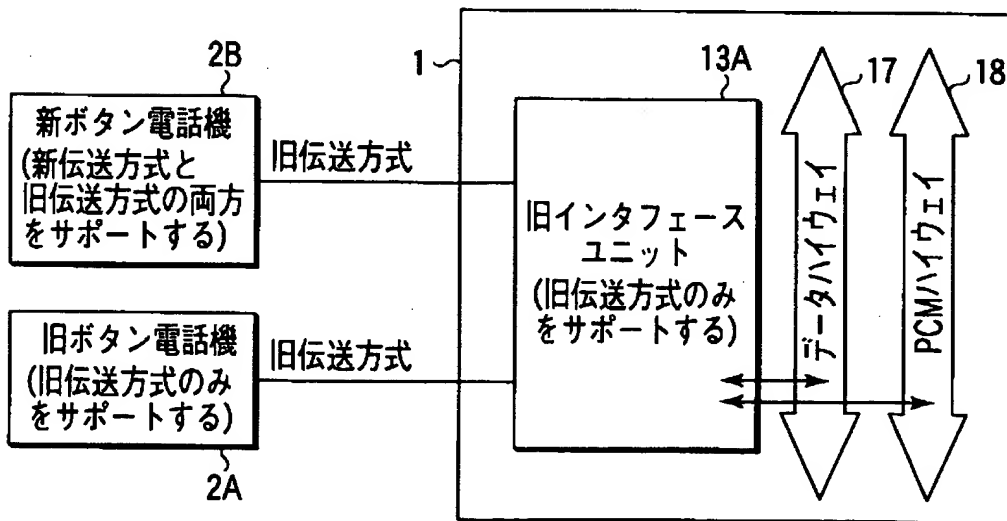 2B
新ボタン電話機
(新伝送方式と
旧伝送方式の両方
をサポートする)
旧伝送方式
旧ボタン電話機
(旧伝送方式のみ
をサポートする)
2A
旧伝送方式
1
13A
旧インタフェース
ユニット
(旧伝送方式のみ
をサポートする)
17
データハイウェイ
18
PCMハイウェイ